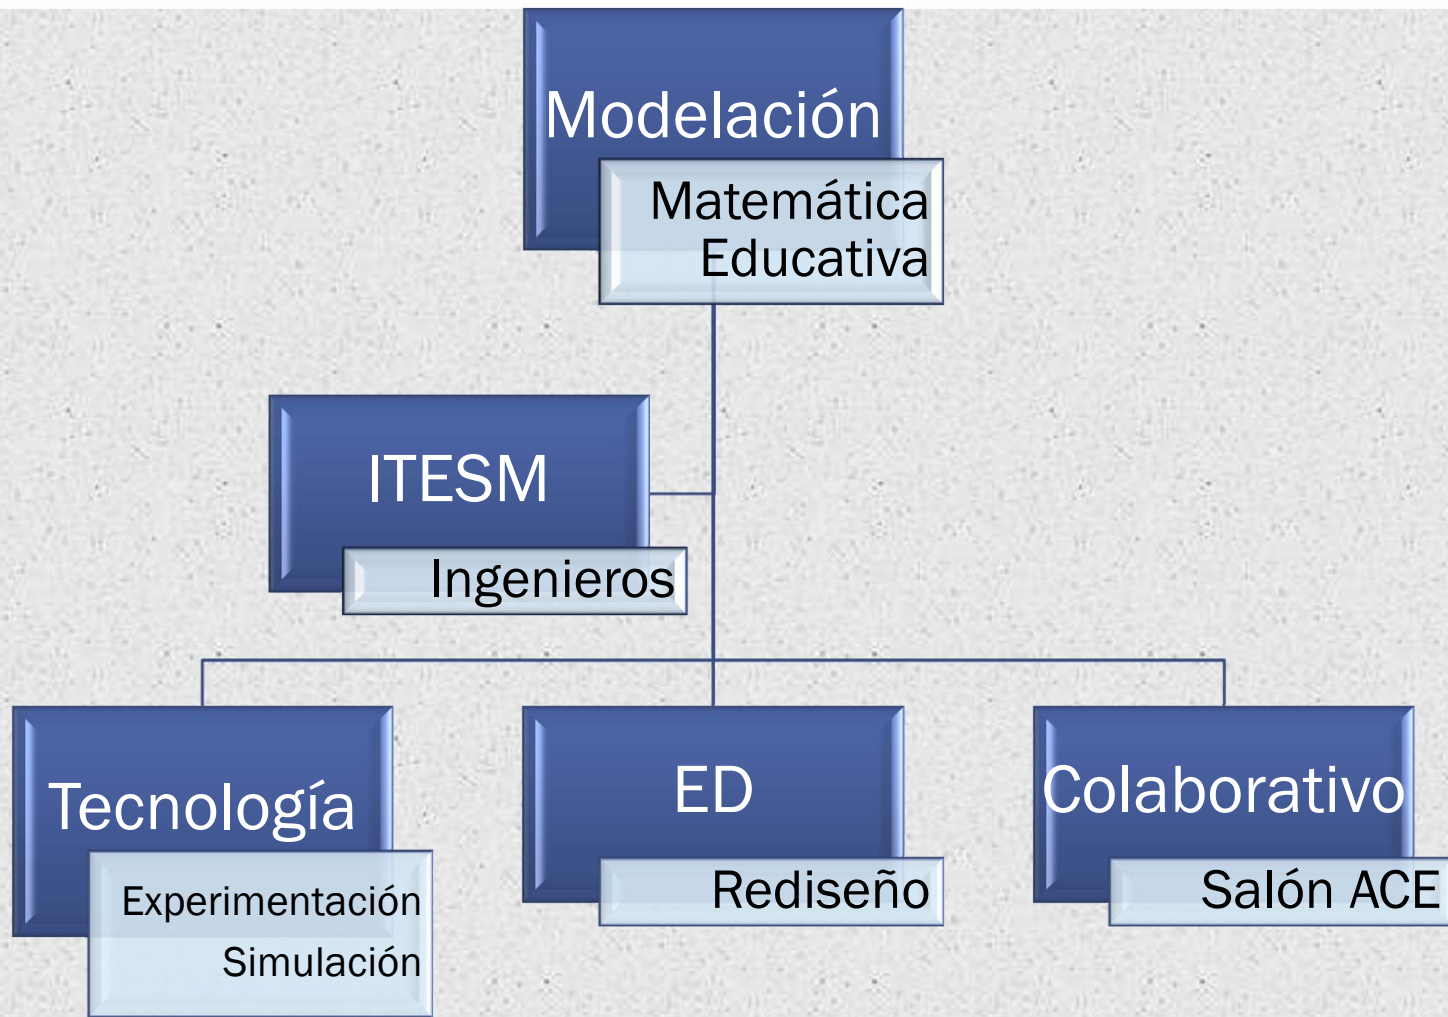 Modelación
Matemática
Educativa
ITESM
Ingenieros
Tecnología
Experimentación
Simulación
ED
Rediseño
Colaborativo
Salón ACE